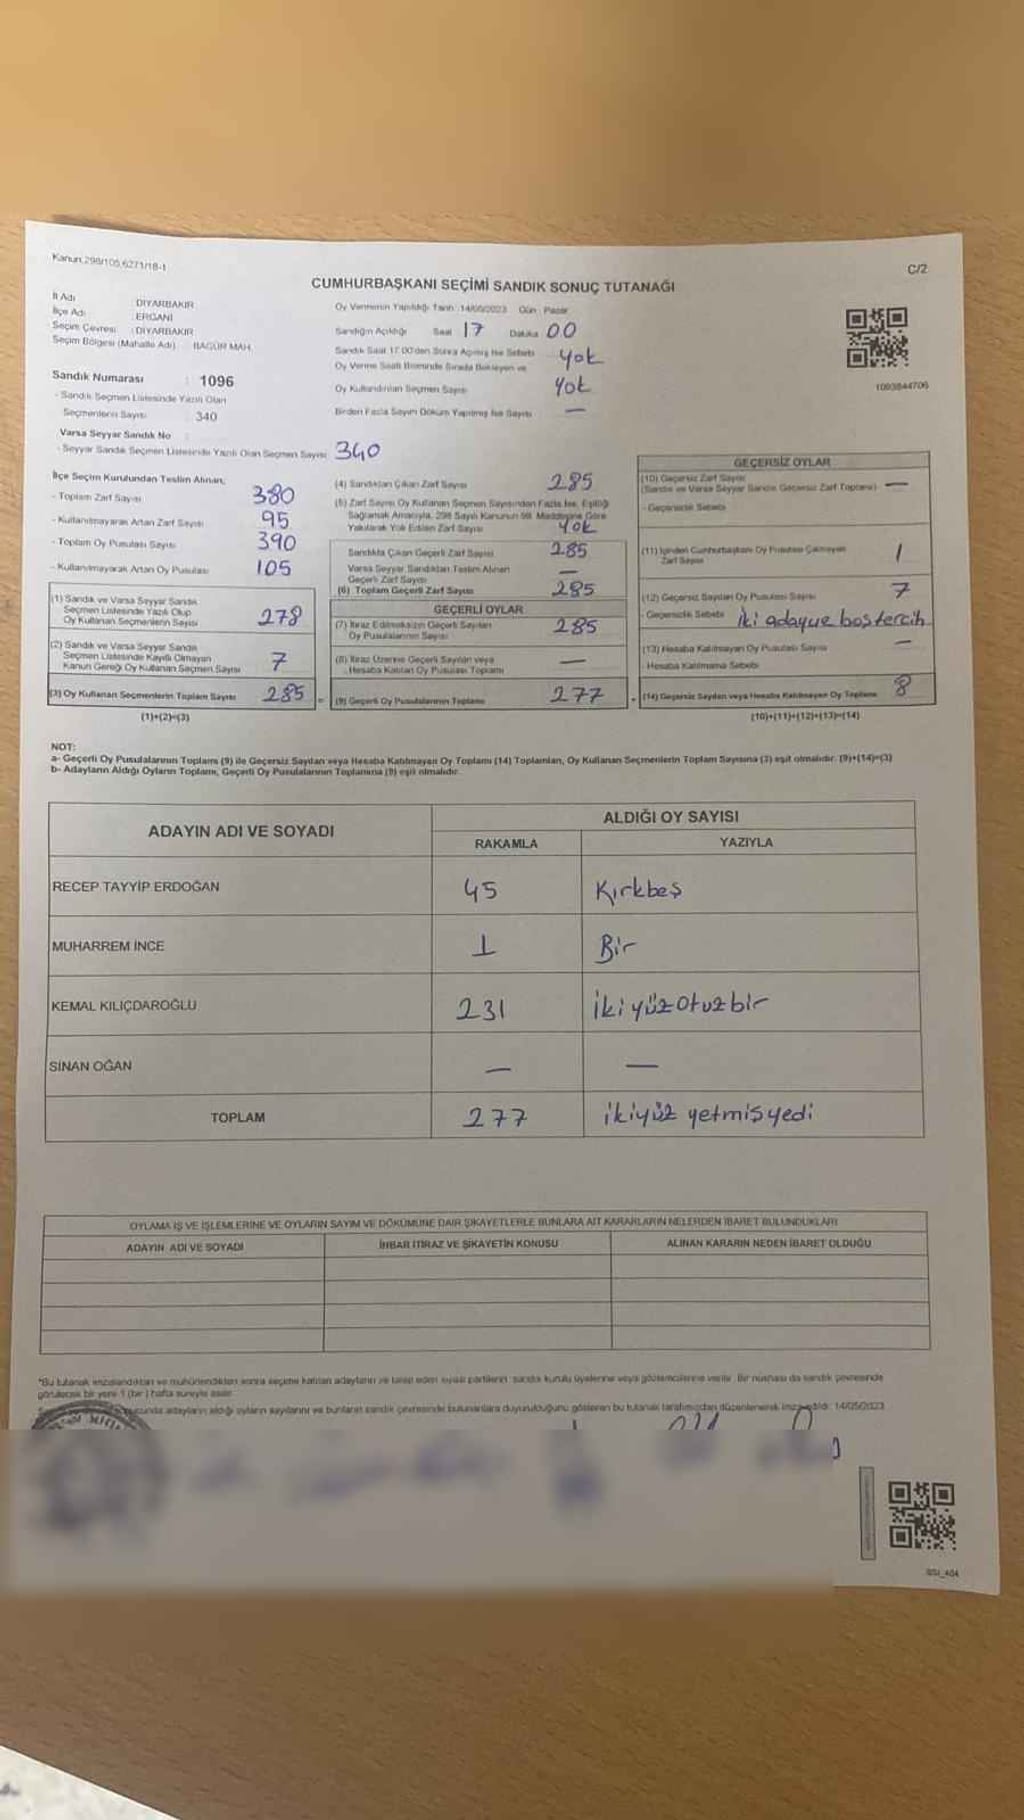 Kanun.298/105,6271/18-1
C/2
CUMHURBAŞKANI SEÇİMİ SANDIK SONUÇ TUTANAĞI
İl Adı : DİYARBAKIR
İlçe Adı : ERGANİ
Seçim Çevresi : DİYARBAKIR
Seçim Bölgesi (Mahalle Adı) : BAGÜR MAH.
Oy Vermenin Yapıldığı Tarih :14/05/2023 Gün : Pazar
Sandığın Açıldığı Saat 17 Dakika 00
Sandık Saat 17.00'den Sonra Açılmış İse Sebebi Yok
Oy Verme Saati Bitiminde Sırada Bekleyen ve
Oy Kullandırılan Seçmen Sayısı Yok
Birden Fazla Sayım Döküm Yapılmış İse Sayısı —
1093844706
Sandık Numarası : 1096
- Sandık Seçmen Listesinde Yazılı Olan
Seçmenlerin Sayısı : 340
Varsa Seyyar Sandık No :
- Seyyar Sandık Seçmen Listesinde Yazılı Olan Seçmen Sayısı 340
İlçe Seçim Kurulundan Teslim Alınan;
- Toplam Zarf Sayısı 380
- Kullanılmayarak Artan Zarf Sayısı 95
- Toplam Oy Pusulası Sayısı 390
- Kullanılmayarak Artan Oy Pusulası 105
(1) Sandık ve Varsa Seyyar Sandık
Seçmen Listesinde Yazılı Olup
Oy Kullanan Seçmenlerin Sayısı 278
(2) Sandık ve Varsa Seyyar Sandık
Seçmen Listesinde Kayıtlı Olmayan
Kanun Gereği Oy Kullanan Seçmen Sayısı 7
(3) Oy Kullanan Seçmenlerin Toplam Sayısı 285
(1)+(2)=(3)
(4) Sandıktan Çıkan Zarf Sayısı 285
(5) Zarf Sayısı Oy Kullanan Seçmen Sayısından Fazla İse, Eşitliği
Sağlamak Amacıyla, 298 Sayılı Kanunun 98. Maddesine Göre
Yakılarak Yok Edilen Zarf Sayısı Yok
Sandıkta Çıkan Geçerli Zarf Sayısı 285
Varsa Seyyar Sandıktan Teslim Alınan
Geçerli Zarf Sayısı —
(6) Toplam Geçerli Zarf Sayısı 285
GEÇERLİ OYLAR
(7) İtiraz Edilmeksizin Geçerli Sayılan
Oy Pusulalarının Sayısı 285
(8) İtiraz Üzerine Geçerli Sayılan veya
Hesaba Katılan Oy Pusulası Toplamı —
(9) Geçerli Oy Pusulalarının Toplamı 277
GEÇERSİZ OYLAR
(10) Geçersiz Zarf Sayısı
(Sandık ve Varsa Seyyar Sandık Geçersiz Zarf Toplamı) —
- Geçersizlik Sebebi
(11) İçinden Cumhurbaşkanı Oy Pusulası Çıkmayan
Zarf Sayısı 1
(12) Geçersiz Sayılan Oy Pusulası Sayısı 7
- Geçersizlik Sebebi İki adayue boş tercih
(13) Hesaba Katılmayan Oy Pusulası Sayısı —
- Hesaba Katılmama Sebebi
(14) Geçersiz Sayılan veya Hesaba Katılmayan Oy Toplamı 8
(10)+(11)+(12)+(13)=(14)
NOT:
a- Geçerli Oy Pusulalarının Toplamı (9) ile Geçersiz Sayılan veya Hesaba Katılmayan Oy Toplamı (14) Toplamları, Oy Kullanan Seçmenlerin Toplam Sayısına (3) eşit olmalıdır. (9)+(14)=(3)
b- Adayların Aldığı Oyların Toplamı, Geçerli Oy Pusulalarının Toplamına (9) eşit olmalıdır.
ADAYIN ADI VE SOYADI
ALDIĞI OY SAYISI
RAKAMLA YAZIYLA
RECEP TAYYİP ERDOĞAN 45 Kırkbeş
MUHARREM İNCE 1 Bir
KEMAL KILIÇDAROĞLU 231 ikiyüzotuzbir
SİNAN OĞAN — —
TOPLAM 277 ikiyüz yetmişyedi
OYLAMA İŞ VE İŞLEMLERİNE VE OYLARIN SAYIM VE DÖKÜMÜNE DAİR ŞİKAYETLERLE BUNLARA AİT KARARLARIN NELERDEN İBARET BULUNDUKLARI
ADAYIN ADI VE SOYADI İHBAR İTİRAZ VE ŞİKAYETİN KONUSU ALINAN KARARIN NEDEN İBARET OLDUĞU
*Bu tutanak imzalandıktan ve mühürlendikten sonra seçime katılan adayların ve talep eden siyasi partilerin sandık kurulu üyelerine veya gözlemcilerine verilir. Bir nüshası da sandık çevresinde
görülecek bir yere 1 (bir) hafta süreyle asılır.
sonucunda adayların aldığı oyların sayılarını ve bunların sandık çevresinde bulunanlara duyurulduğunu gösteren bu tutanak tarafımızdan düzenlenerek imza edildi. 14/05/2023